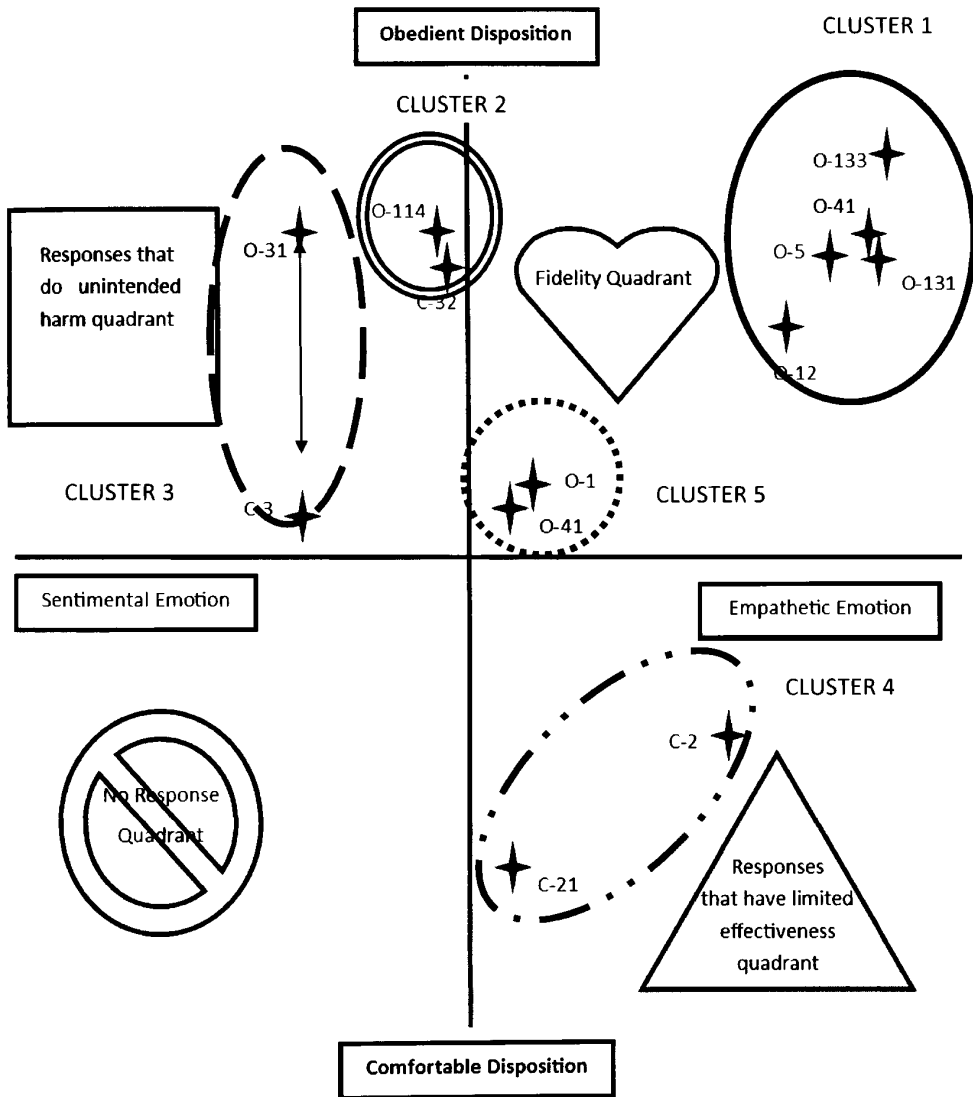 CLUSTER 1
Obedient Disposition
CLUSTER 2
O-133
O-114
O-41
O-31
O-5
O-131
C-32
Responses that
do unintended
harm quadrant
Fidelity Quadrant
O-12
CLUSTER 3
C-3
O-1
O-41
CLUSTER 5
Sentimental Emotion
Empathetic Emotion
CLUSTER 4
C-2
No Response
Quadrant
C-21
Responses
that have limited
effectiveness
quadrant
Comfortable Disposition